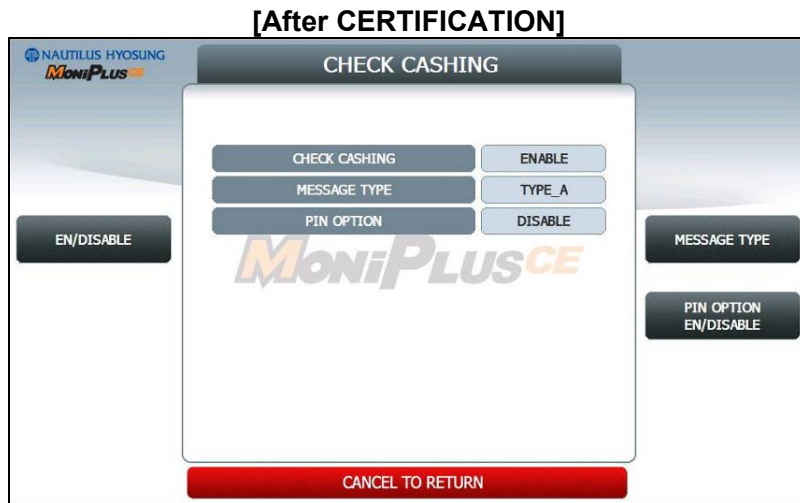 [After CERTIFICATION]
NAUTILUS HYOSUNG
MONiPLUSCE
CHECK CASHING
CHECK CASHING ENABLE
MESSAGE TYPE TYPE_A
PIN OPTION DISABLE
EN/DISABLE
MESSAGE TYPE
MONiPLUSCE
PIN OPTION
EN/DISABLE
CANCEL TO RETURN